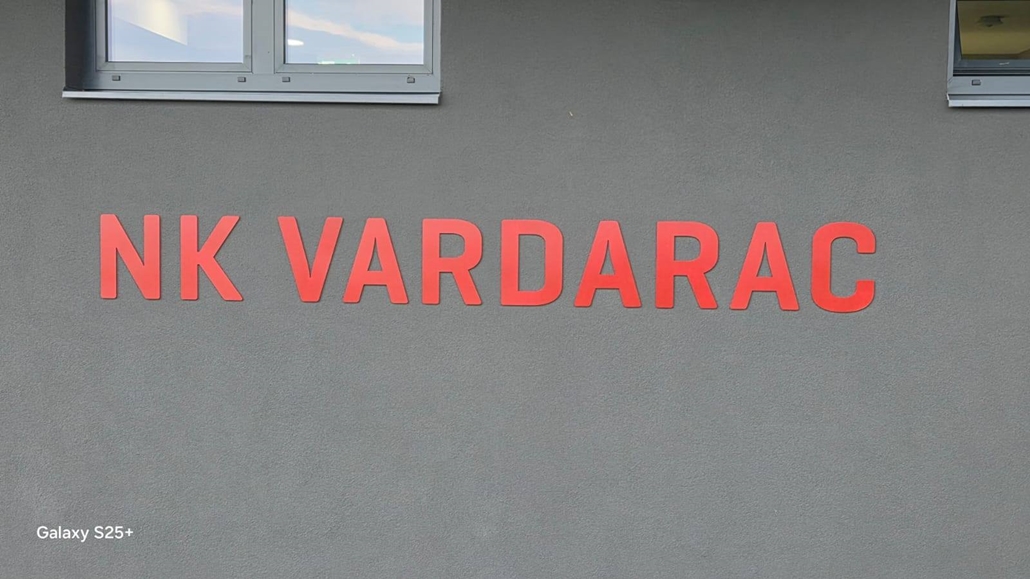 NK VARDARAC
Galaxy S25+